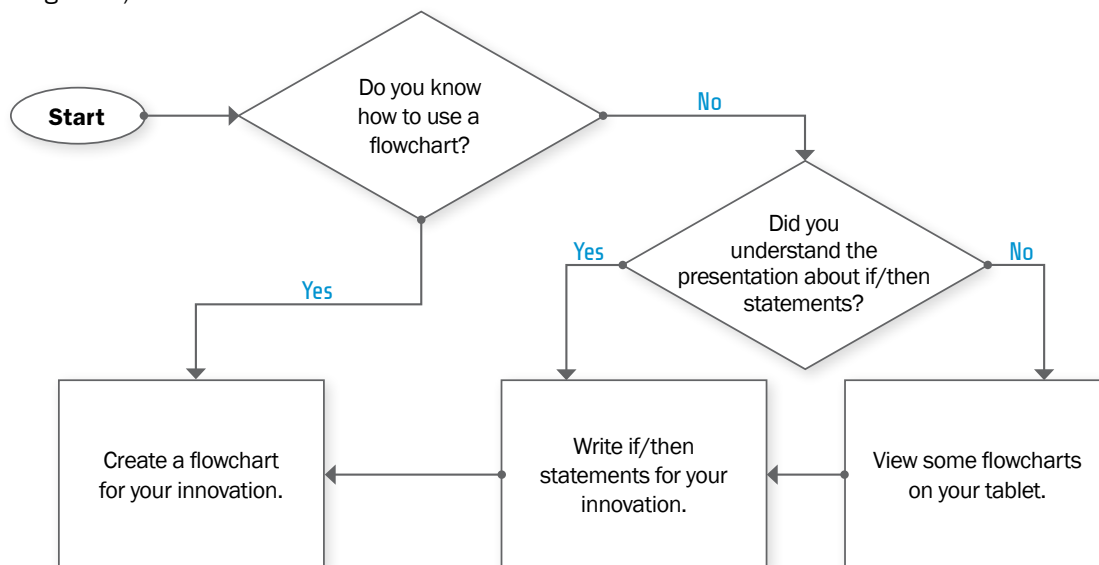 Start
Do you know
how to use a
flowchart?
No
Did you
understand the
presentation about if/then
statements?
Yes
No
Yes
Create a flowchart
for your innovation.
Write if/then
statements for your
innovation.
View some flowcharts
on your tablet.